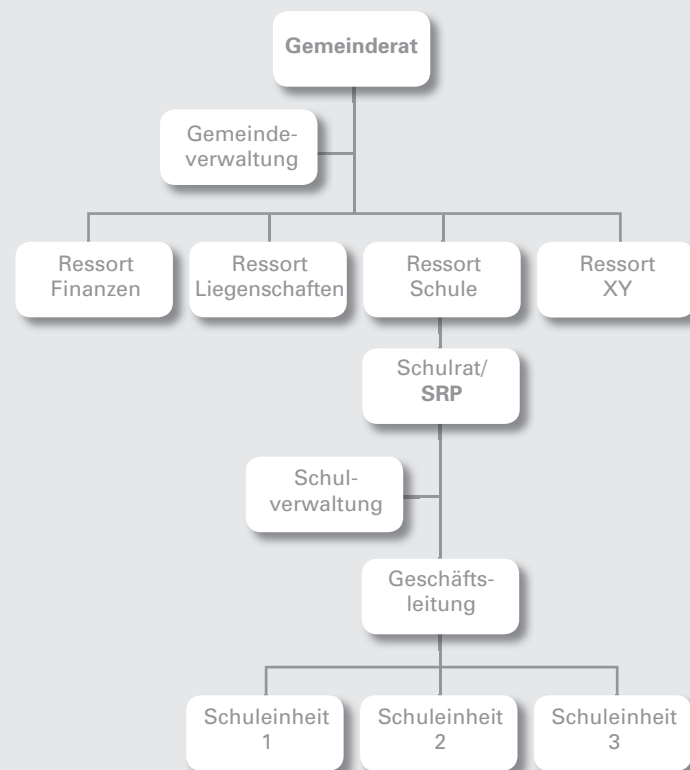 Gemeinderat
Gemeinde-
verwaltung
Ressort
Finanzen
Ressort
Liegenschaften
Ressort
Schule
Ressort
XY
Schulrat/
SRP
Schul-
verwaltung
Geschäfts-
leitung
Schuleinheit
1
Schuleinheit
2
Schuleinheit
3